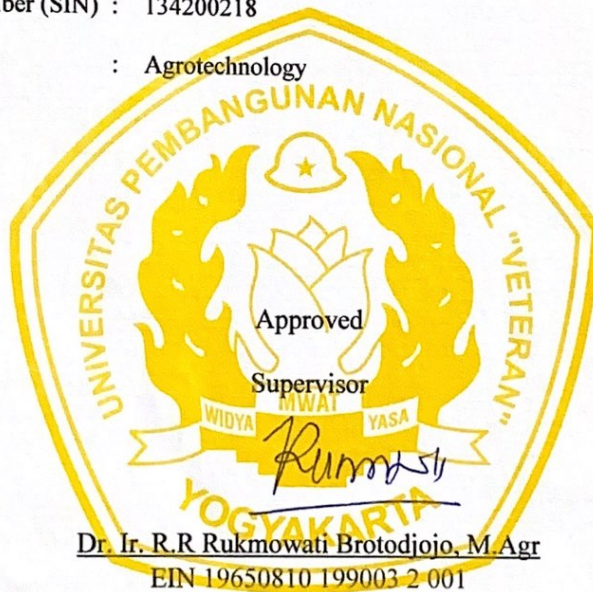 ber (SIN) : 134200218
: Agrotechnology
UNIVERSITAS PEMBANGUNAN NASIONAL "VETERAN"
Approved
Supervisor
WIDYA MWAT YASA
YOGYAKARTA
Dr. Ir. R.R Rukmowati Brotodjojo, M.Agr
EIN 19650810 199003 2 001